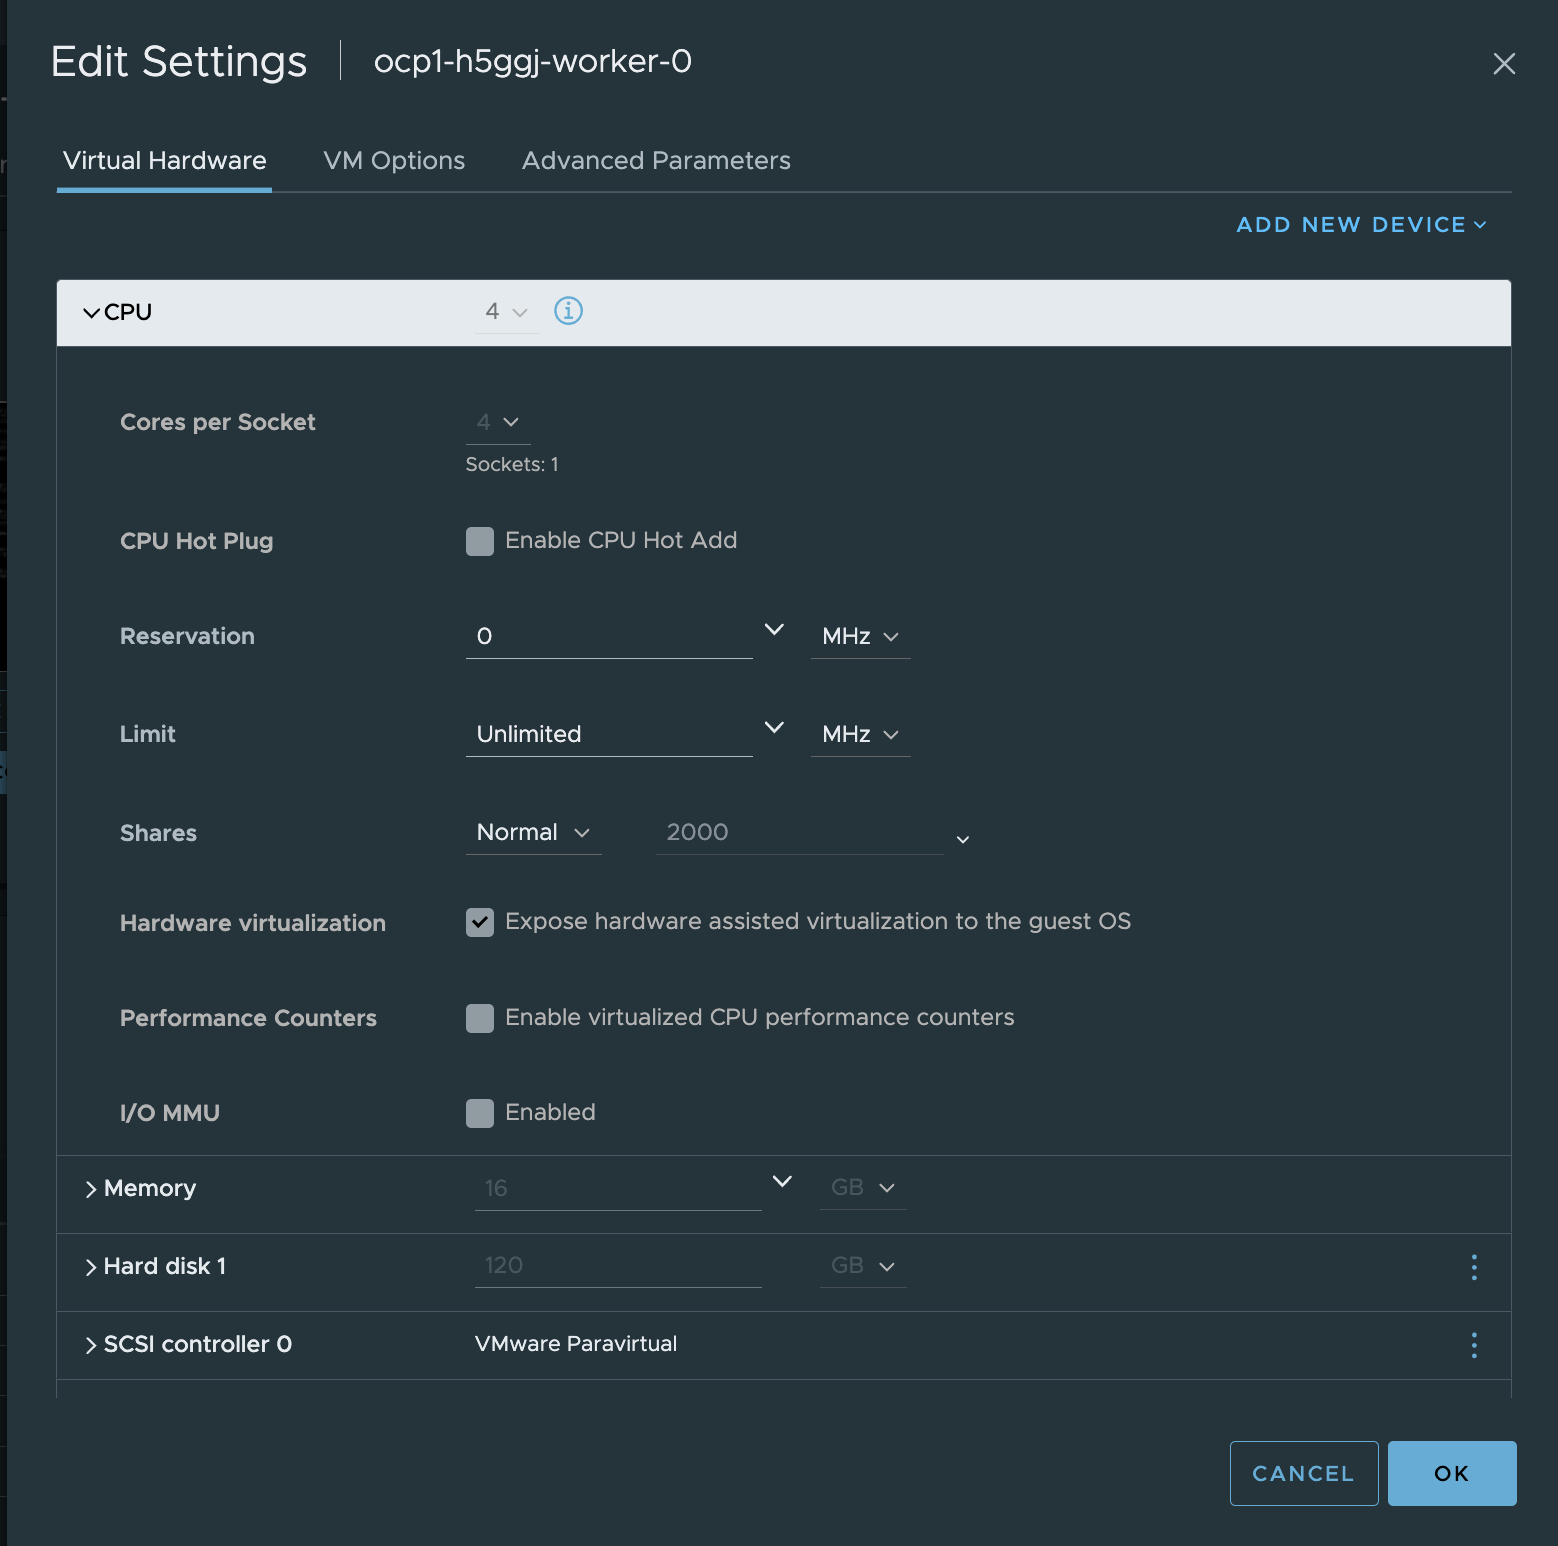 Edit Settings | ocp1-h5ggj-worker-0
Virtual Hardware VM Options Advanced Parameters
ADD NEW DEVICE
CPU 4
Cores per Socket 4
Sockets: 1
CPU Hot Plug Enable CPU Hot Add
Reservation 0 MHz
Limit Unlimited MHz
Shares Normal 2000
Hardware virtualization Expose hardware assisted virtualization to the guest OS
Performance Counters Enable virtualized CPU performance counters
I/O MMU Enabled
Memory 16 GB
Hard disk 1 120 GB
SCSI controller 0 VMware Paravirtual
CANCEL OK